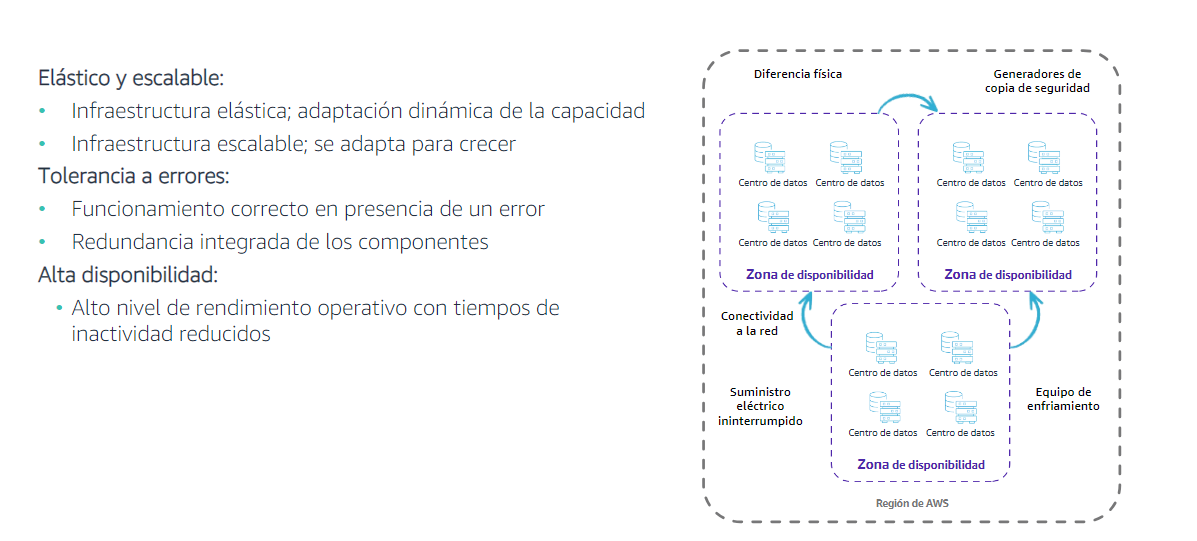 Elástico y escalable:
• Infraestructura elástica; adaptación dinámica de la capacidad
• Infraestructura escalable; se adapta para crecer
Tolerancia a errores:
• Funcionamiento correcto en presencia de un error
• Redundancia integrada de los componentes
Alta disponibilidad:
• Alto nivel de rendimiento operativo con tiempos de
inactividad reducidos
Diferencia física
Generadores de
copia de seguridad
Centro de datos
Centro de datos
Centro de datos
Centro de datos
Zona de disponibilidad
Centro de datos
Centro de datos
Centro de datos
Centro de datos
Zona de disponibilidad
Conectividad
a la red
Suministro
eléctrico
ininterrumpido
Centro de datos
Centro de datos
Centro de datos
Centro de datos
Zona de disponibilidad
Equipo de
enfriamiento
Región de AWS